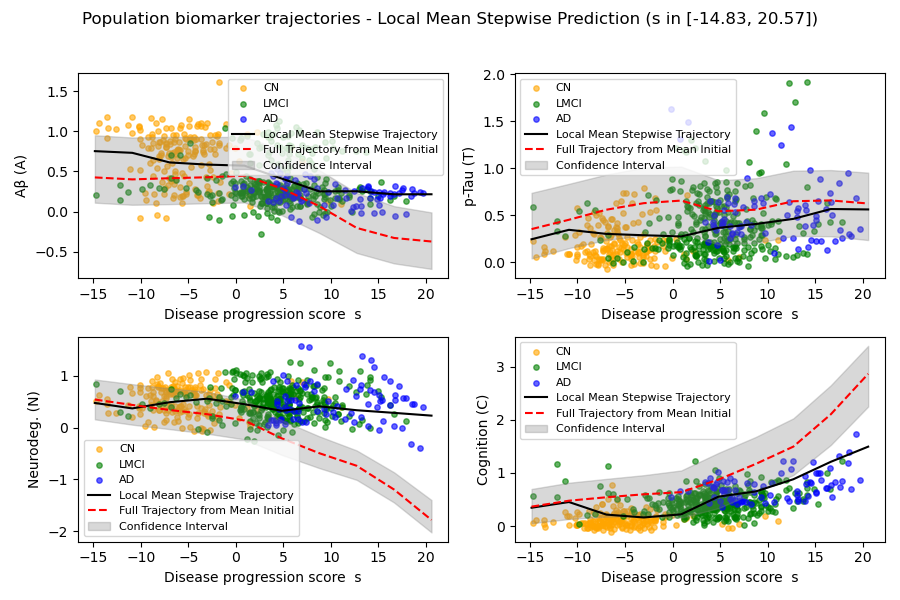 Population biomarker trajectories - Local Mean Stepwise Prediction (s in [-14.83, 20.57])
Aβ (A)
1.5
1.0
0.5
0.0
−0.5
−15 −10 −5 0 5 10 15 20
Disease progression score s
CN
LMCI
AD
Local Mean Stepwise Trajectory
Full Trajectory from Mean Initial
Confidence Interval
p-Tau (T)
2.0
1.5
1.0
0.5
0.0
−15 −10 −5 0 5 10 15 20
Disease progression score s
CN
LMCI
AD
Local Mean Stepwise Trajectory
Full Trajectory from Mean Initial
Confidence Interval
Neurodeg. (N)
1
0
−1
−2
−15 −10 −5 0 5 10 15 20
Disease progression score s
CN
LMCI
AD
Local Mean Stepwise Trajectory
Full Trajectory from Mean Initial
Confidence Interval
Cognition (C)
3
2
1
0
−15 −10 −5 0 5 10 15 20
Disease progression score s
CN
LMCI
AD
Local Mean Stepwise Trajectory
Full Trajectory from Mean Initial
Confidence Interval